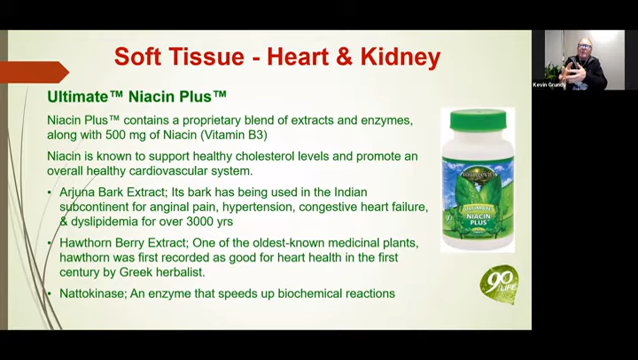 Soft Tissue - Heart & Kidney
Ultimate™ Niacin Plus™
Niacin Plus™ contains a proprietary blend of extracts and enzymes,
along with 500 mg of Niacin (Vitamin B3)
Niacin is known to support healthy cholesterol levels and promote an
overall healthy cardiovascular system.
• Arjuna Bark Extract; Its bark has being used in the Indian
subcontinent for anginal pain, hypertension, congestive heart failure,
& dyslipidemia for over 3000 yrs
• Hawthorn Berry Extract; One of the oldest-known medicinal plants,
hawthorn was first recorded as good for heart health in the first
century by Greek herbalist.
• Nattokinase; An enzyme that speeds up biochemical reactions
NIACIN
PLUS
90
LIFE